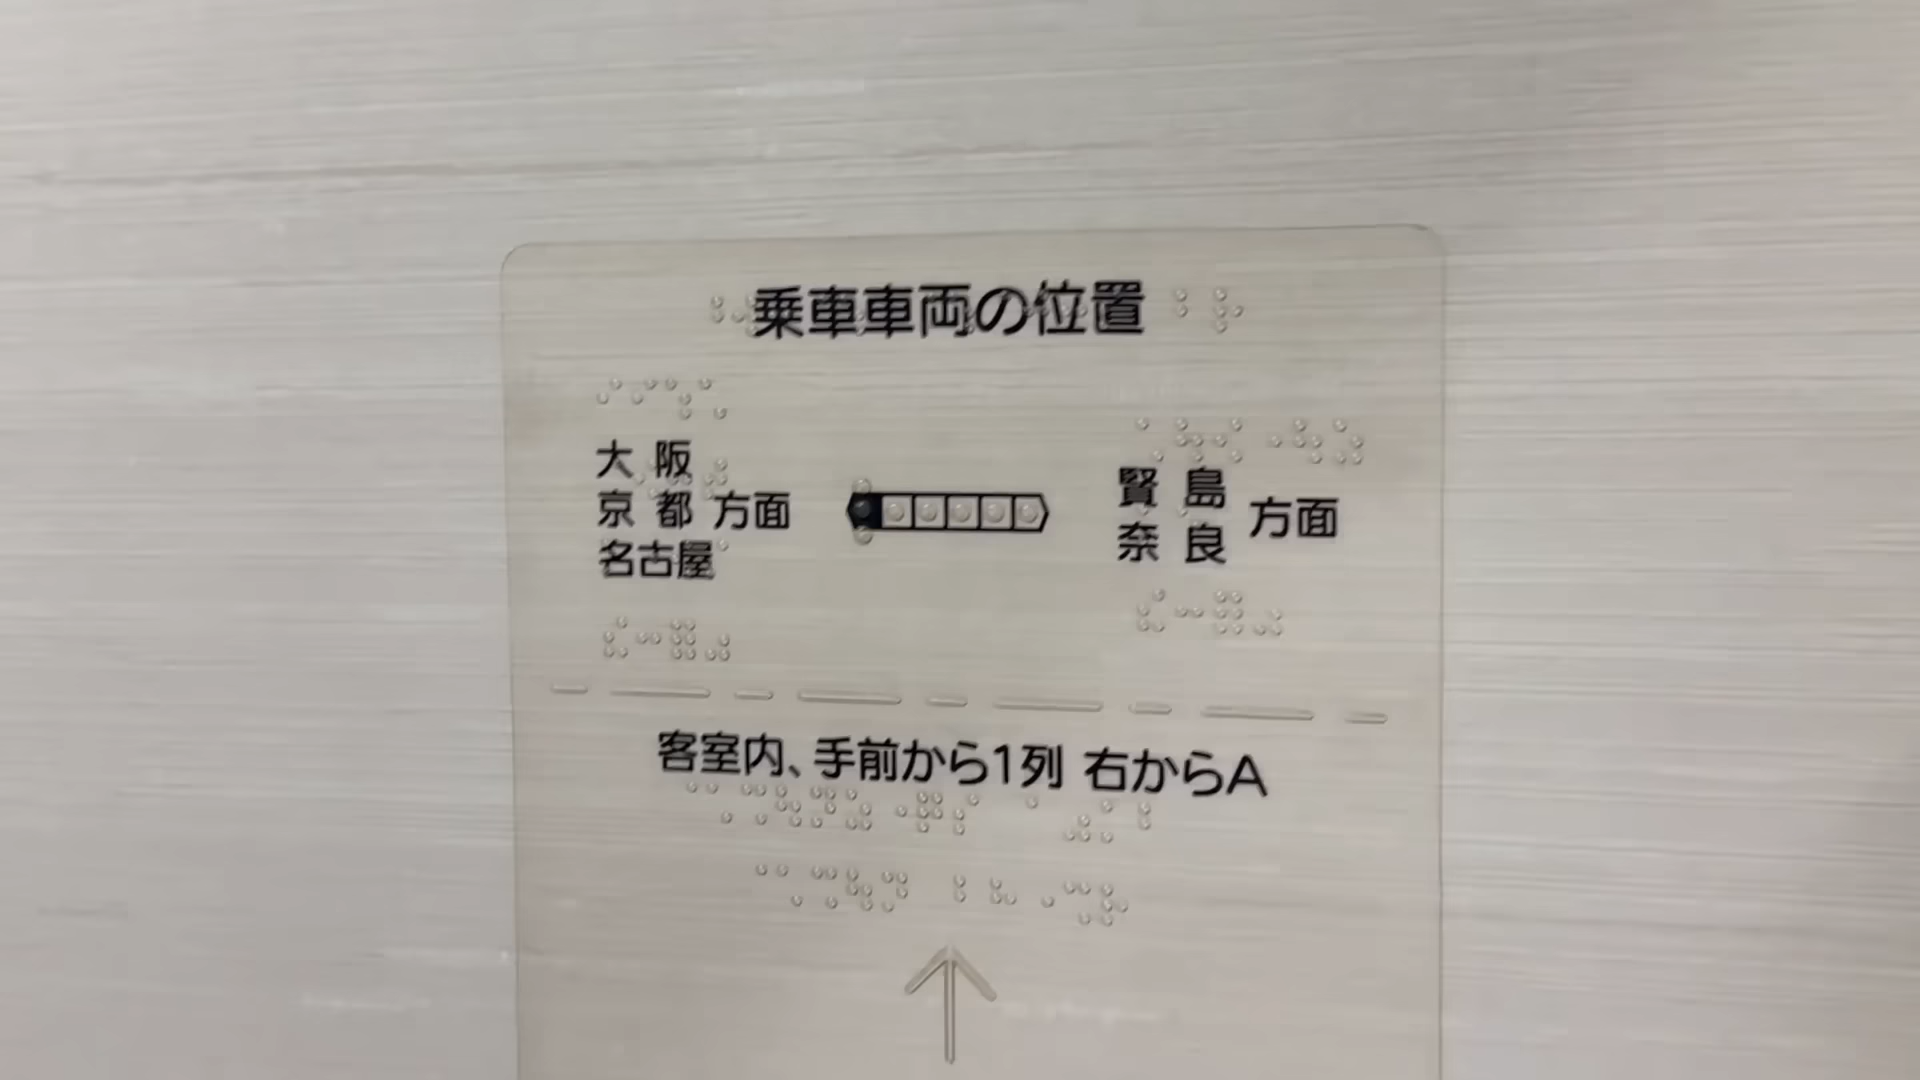 乗車車両の位置
大 阪
京 都 方面
名古屋
賢 島
奈 良 方面
客室内、手前から1列 右からA